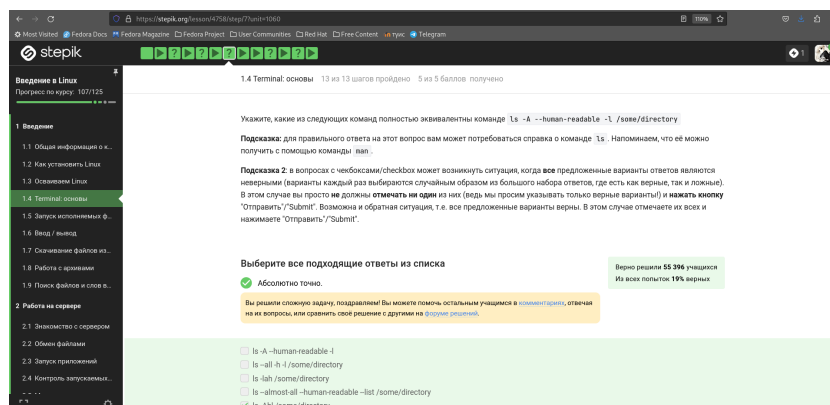 https://stepik.org/lesson/4758/step/7?unit=1060
110%
Most Visited Fedora Docs Fedora Magazine Fedora Project User Communities Red Hat Free Content туис Telegram
stepik
1
Введение в Linux
Прогресс по курсу: 107/125
1.4 Terminal: основы 13 из 13 шагов пройдено 5 из 5 баллов получено
1 Введение
1.1 Общая информация о к...
1.2 Как установить Linux
1.3 Осваиваем Linux
1.4 Terminal: основы
1.5 Запуск исполняемых ф...
1.6 Ввод / вывод
1.7 Скачивание файлов из...
1.8 Работа с архивами
1.9 Поиск файлов и слов в...
2 Работа на сервере
2.1 Знакомство с сервером
2.2 Обмен файлами
2.3 Запуск приложений
2.4 Контроль запускаемых...
Укажите, какие из следующих команд полностью эквивалентны команде ls -A --human-readable -l /some/directory
Подсказка: для правильного ответа на этот вопрос вам может потребоваться справка о команде ls. Напоминаем, что её можно
получить с помощью команды man.
Подсказка 2: в вопросах с чекбоксами/checkbox может возникнуть ситуация, когда все предложенные варианты ответов являются
неверными (варианты каждый раз выбираются случайным образом из большого набора ответов, где есть как верные, так и ложные).
В этом случае вы просто не должны отмечать ни один из них (ведь мы просим указывать только верные варианты!) и нажать кнопку
"Отправить"/"Submit". Возможна и обратная ситуация, т.е. все предложенные варианты верны. В этом случае отмечаете их всех и
нажимаете "Отправить"/"Submit".
Выберите все подходящие ответы из списка
Абсолютно точно.
Верно решили 55 396 учащихся
Из всех попыток 19% верных
Вы решили сложную задачу, поздравляем! Вы можете помочь остальным учащимся в комментариях, отвечая
на их вопросы, или сравнить своё решение с другими на форуме решений.
ls -A --human-readable -l
ls --all -h -l /some/directory
ls -lah /some/directory
ls --almost-all --human-readable --list /some/directory